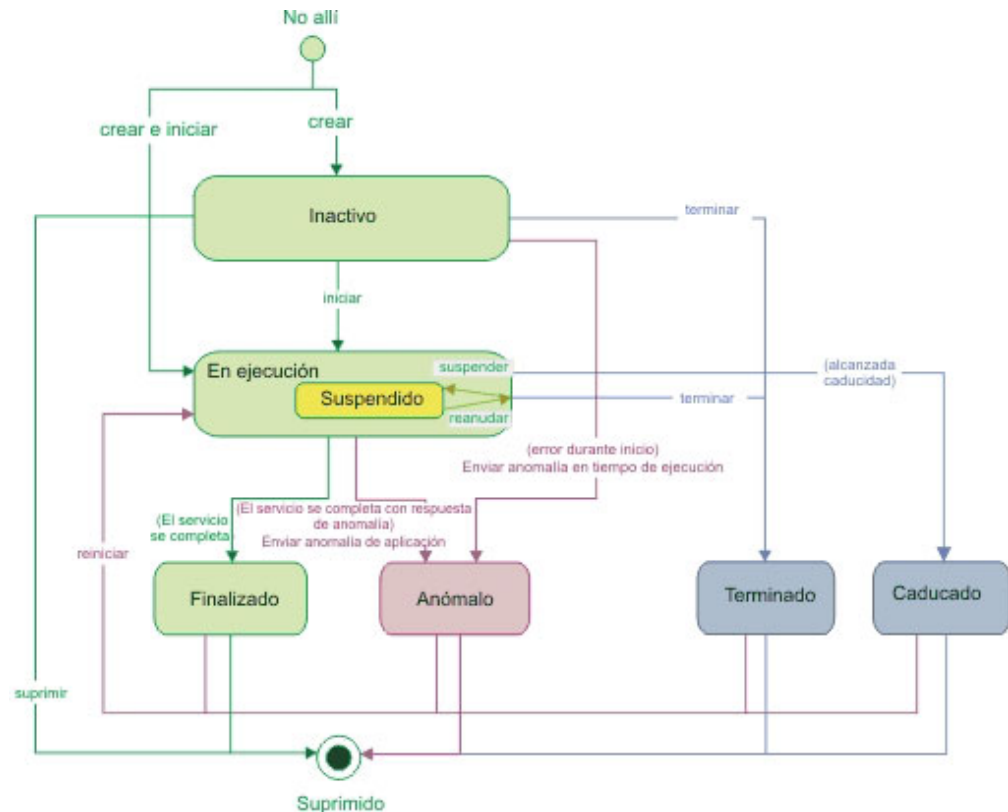 No allí
crear e iniciar
crear
Inactivo
terminar
iniciar
En ejecución
suspender
(alcanzada
caducidad)
Suspendido
terminar
reanudar
(error durante inicio)
Enviar anomalía en tiempo de ejecución
(El servicio
se completa)
(El servicio se completa con respuesta
de anomalía)
Enviar anomalía de aplicación
reiniciar
Finalizado
Anómalo
Terminado
Caducado
suprimir
Suprimido